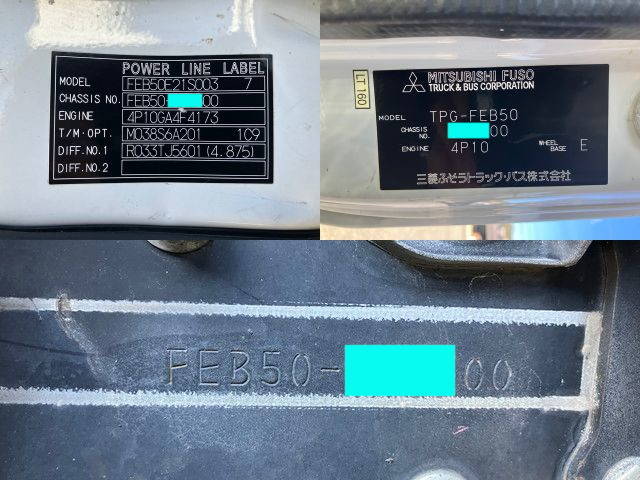 POWER LINE LABEL
MODEL FEB50E21S003 7
CHASSIS NO. FEB50- 00
ENGINE 4P10GA4F4173
T/M·OPT. M038S6A201 1C9
DIFF.NO.1 R033TJ5601(4.875)
DIFF.NO.2
LT160
MITSUBISHI FUSO
TRUCK & BUS CORPORATION
MODEL TPG-FEB50
CHASSIS NO. 00
ENGINE 4P10 WHEEL BASE E
三菱ふそうトラック・バス株式会社
FEB50- 00